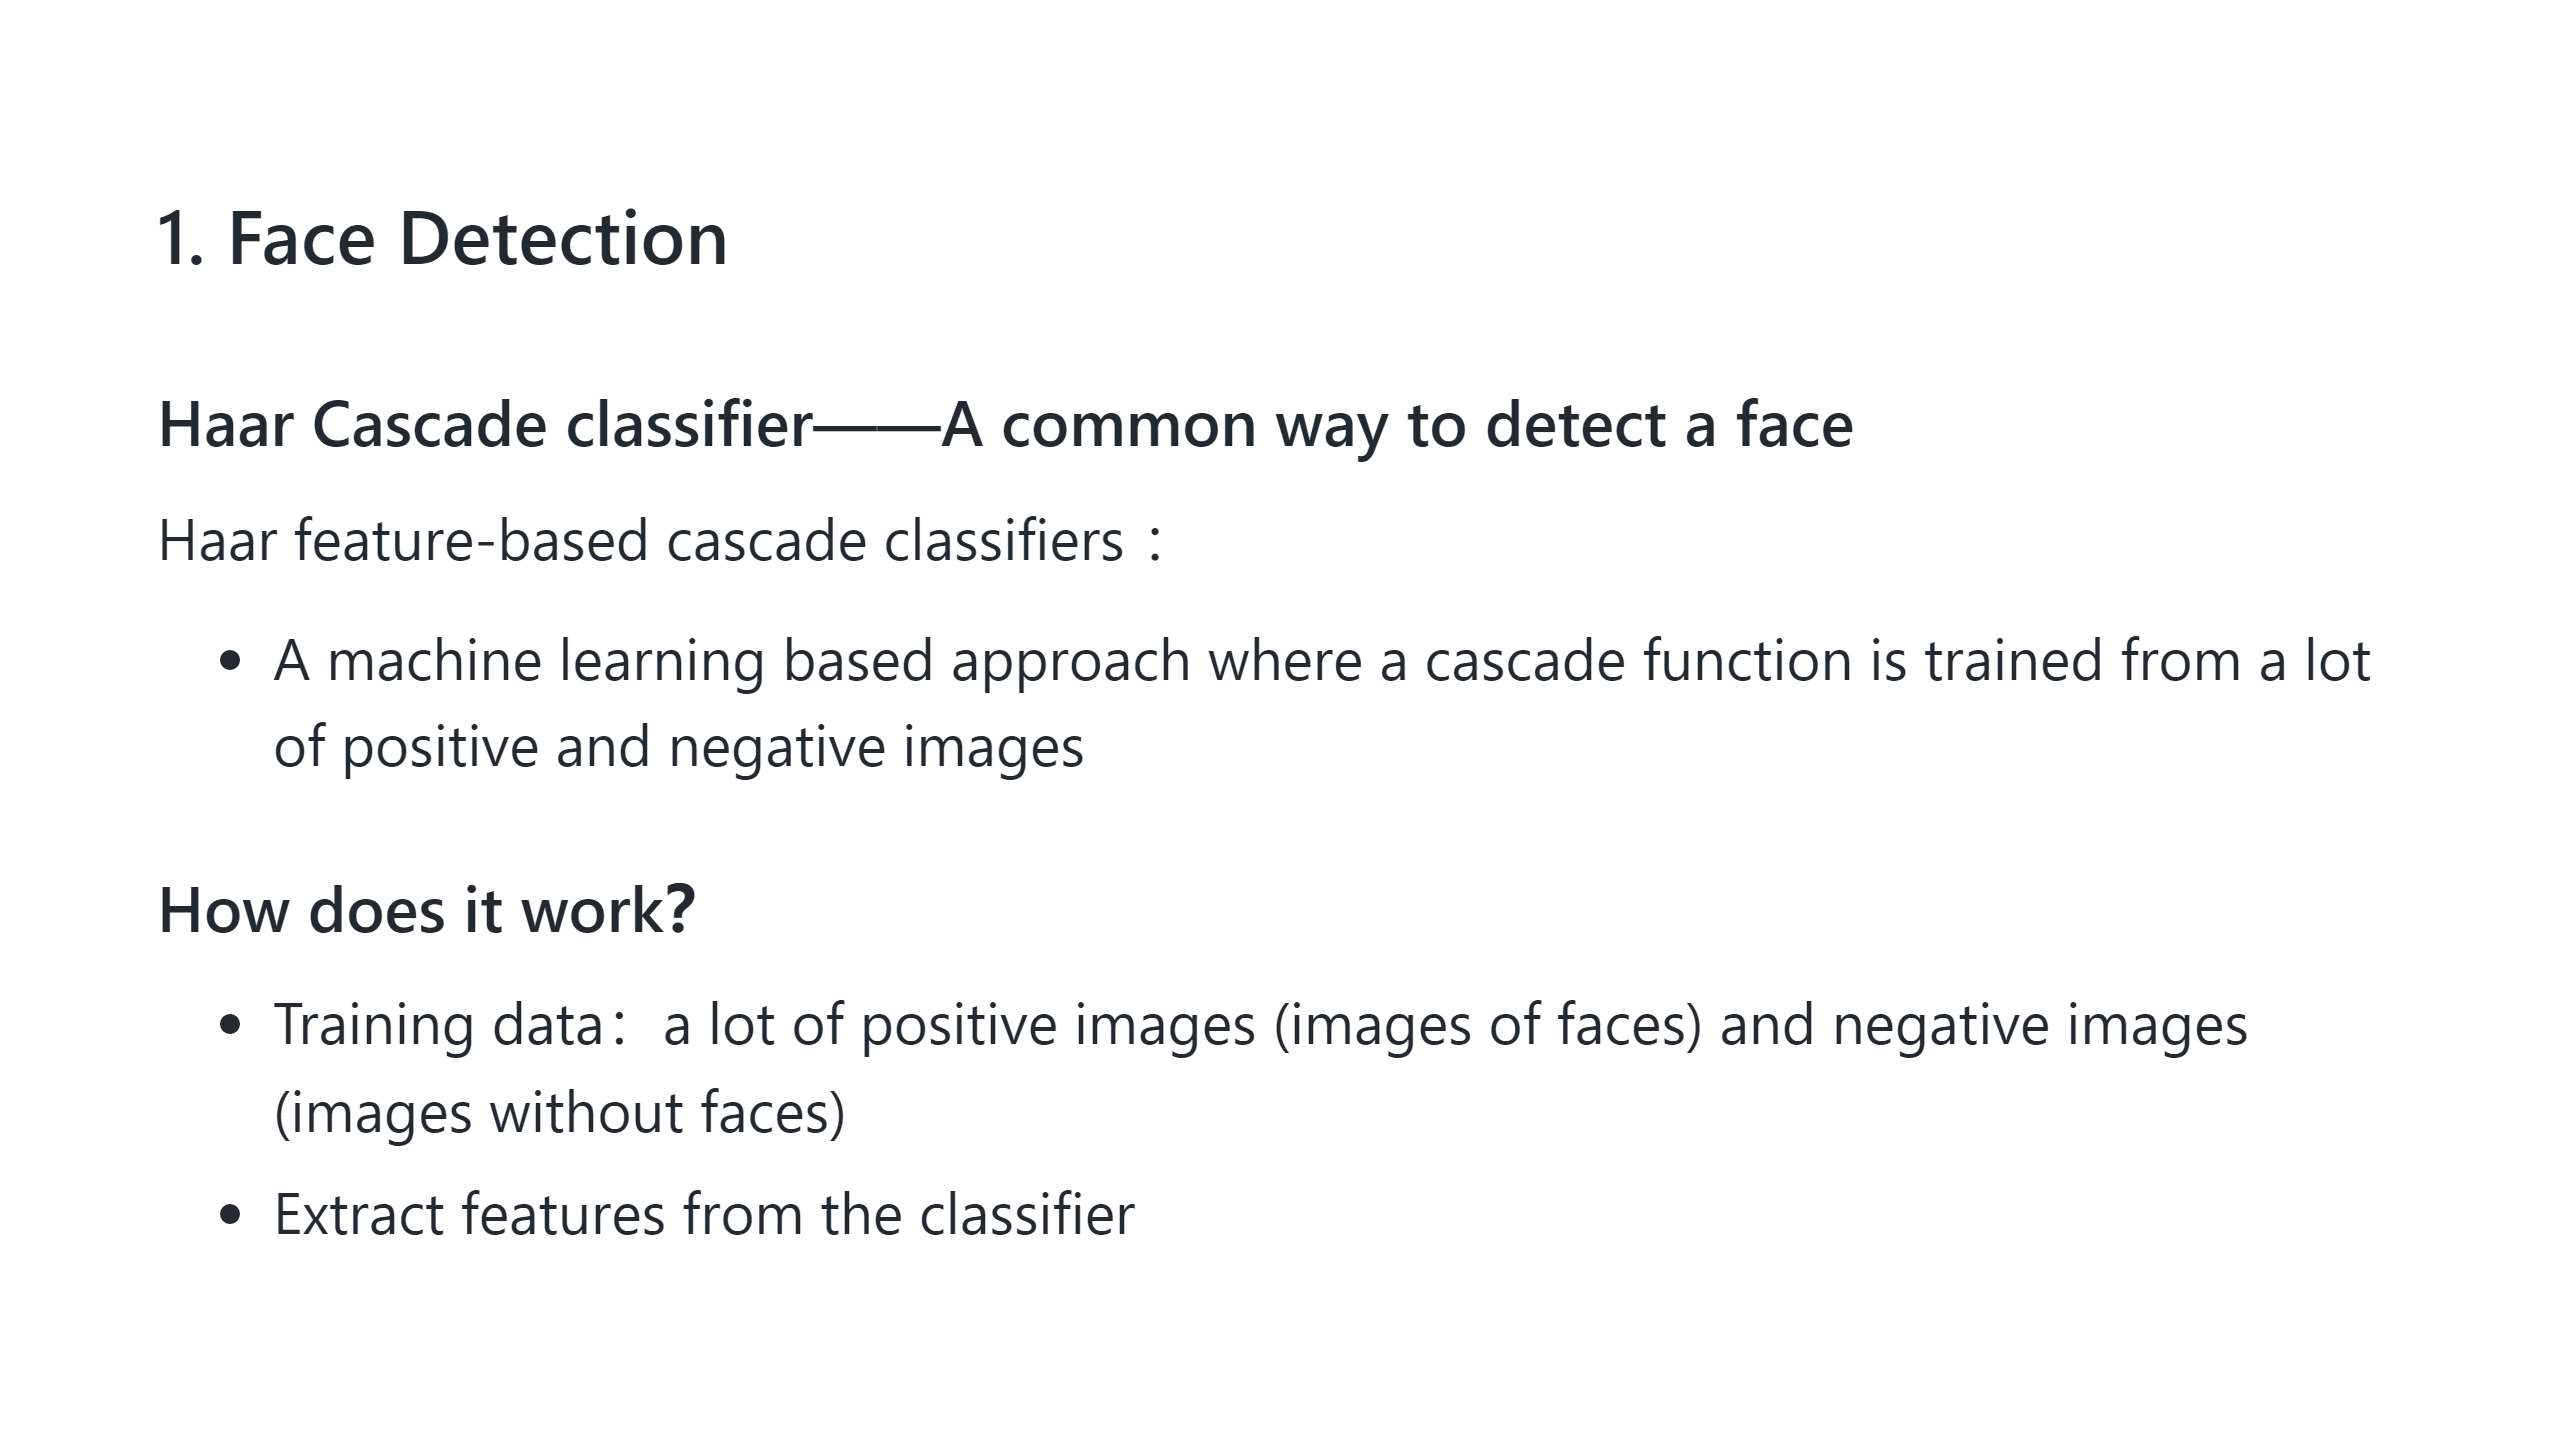 1. Face Detection
Haar Cascade classifier——A common way to detect a face
Haar feature-based cascade classifiers：
• A machine learning based approach where a cascade function is trained from a lot
of positive and negative images
How does it work?
• Training data：a lot of positive images (images of faces) and negative images
(images without faces)
• Extract features from the classifier